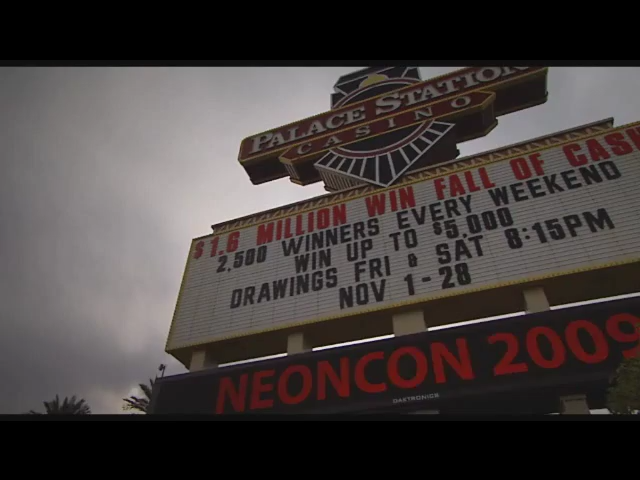 PALACE STATION
CASINO
$1.6 MILLION WIN FALL OF CASH
2,500 WINNERS EVERY WEEKEND
WIN UP TO $5,000
DRAWINGS FRI & SAT 8:15PM
NOV 1-28
NEONCON 2009
DAKTRONICS